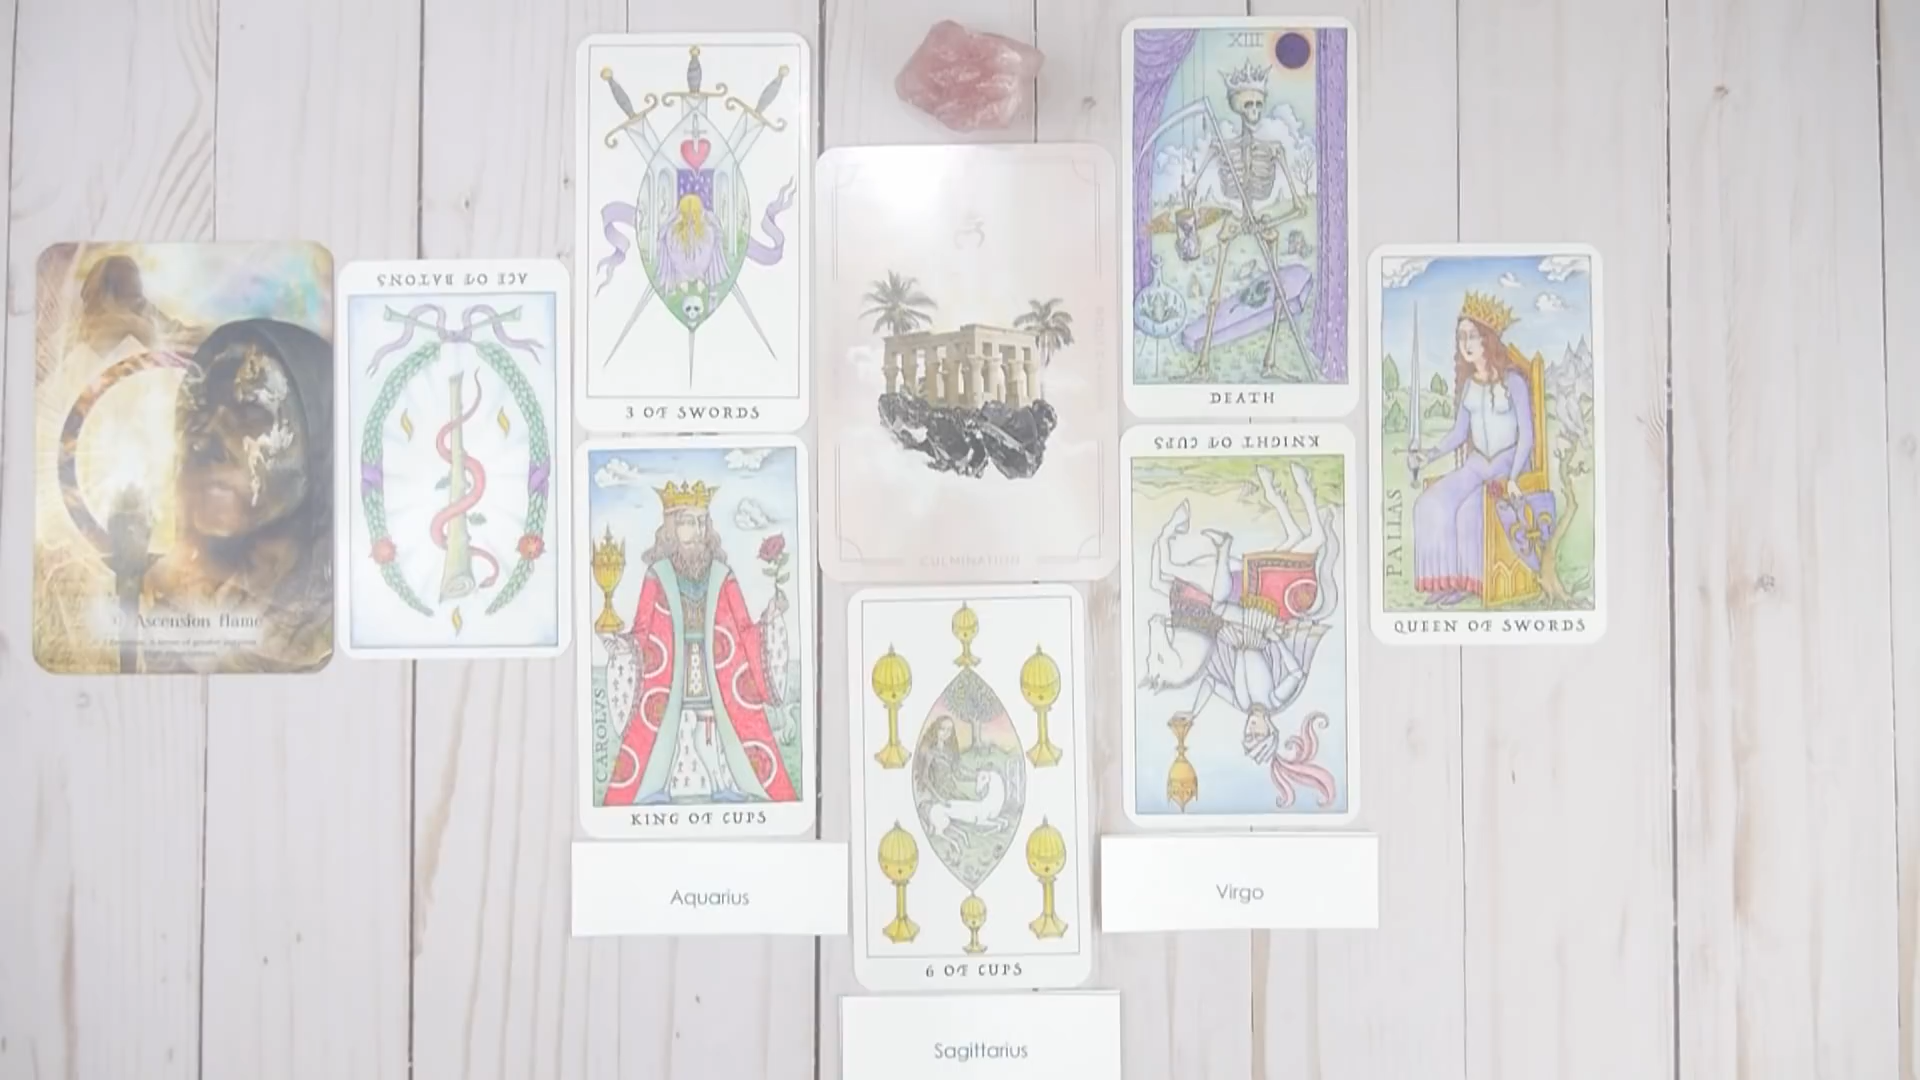 3 OF SWORDS
XIII
DEATH
ACE OF BATONS
KNIGHT OF CUPS
PALLAS
QUEEN OF SWORDS
Ascension flame
CULMINATION
CAROLVS
KING OF CUPS
6 OF CUPS
Aquarius
Virgo
Sagittarius